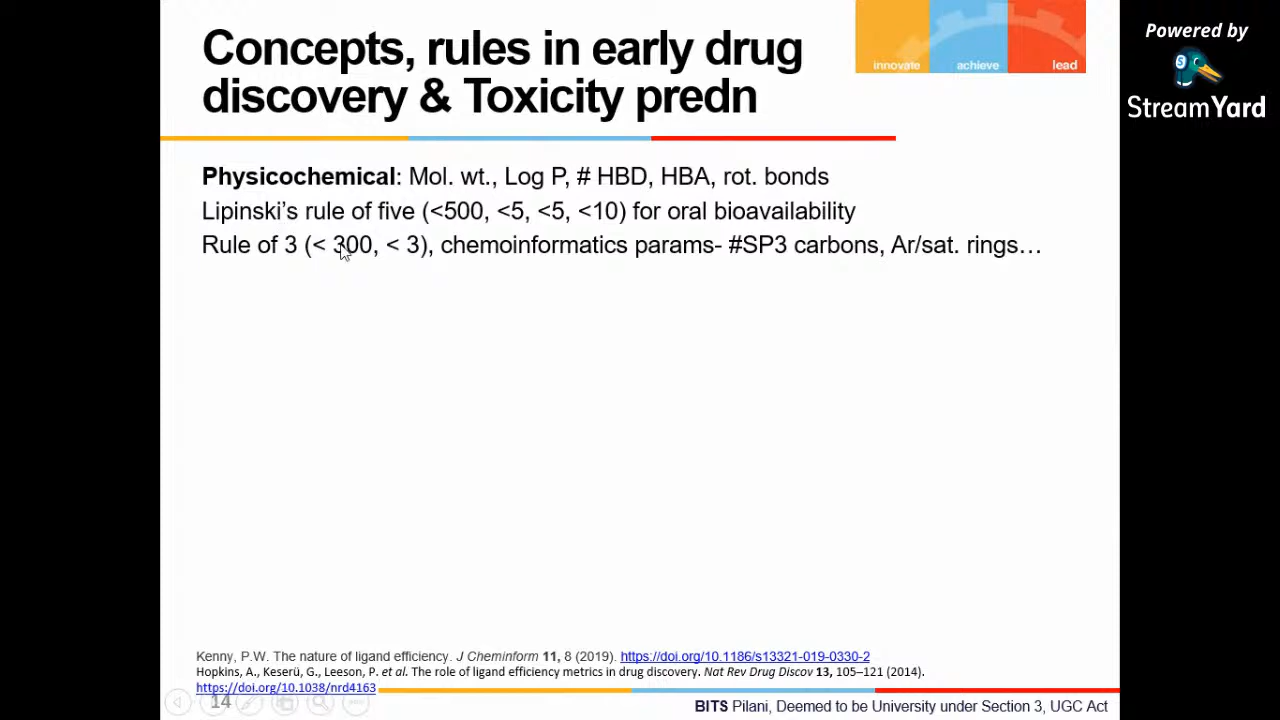 Concepts, rules in early drug
discovery & Toxicity predn
innovate achieve lead
Powered by
StreamYard
Physicochemical: Mol. wt., Log P, # HBD, HBA, rot. bonds
Lipinski's rule of five (<500, <5, <5, <10) for oral bioavailability
Rule of 3 (< 300, < 3), chemoinformatics params- #SP3 carbons, Ar/sat. rings…
Kenny, P.W. The nature of ligand efficiency. J Cheminform 11, 8 (2019). https://doi.org/10.1186/s13321-019-0330-2
Hopkins, A., Keserü, G., Leeson, P. et al. The role of ligand efficiency metrics in drug discovery. Nat Rev Drug Discov 13, 105–121 (2014).
https://doi.org/10.1038/nrd4163
14
BITS Pilani, Deemed to be University under Section 3, UGC Act